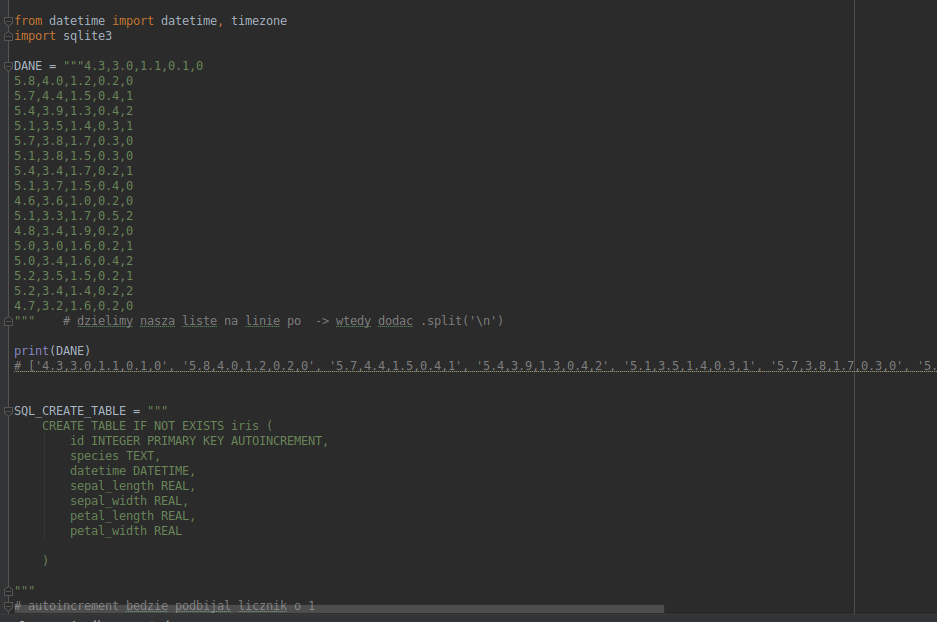 from datetime import datetime, timezone
import sqlite3
DANE = """4.3,3.0,1.1,0.1,0
5.8,4.0,1.2,0.2,0
5.7,4.4,1.5,0.4,1
5.4,3.9,1.3,0.4,2
5.1,3.5,1.4,0.3,1
5.7,3.8,1.7,0.3,0
5.1,3.8,1.5,0.3,0
5.4,3.4,1.7,0.2,1
5.1,3.7,1.5,0.4,0
4.6,3.6,1.0,0.2,0
5.1,3.3,1.7,0.5,2
4.8,3.4,1.9,0.2,0
5.0,3.0,1.6,0.2,1
5.0,3.4,1.6,0.4,2
5.2,3.5,1.5,0.2,1
5.2,3.4,1.4,0.2,2
4.7,3.2,1.6,0.2,0
"""    # dzielimy nasza liste na linie po  -> wtedy dodac .split('\n')
print(DANE)
# ['4.3,3.0,1.1,0.1,0', '5.8,4.0,1.2,0.2,0', '5.7,4.4,1.5,0.4,1', '5.4,3.9,1.3,0.4,2', '5.1,3.5,1.4,0.3,1', '5.7,3.8,1.7,0.3,0', '5.
SQL_CREATE_TABLE = """
CREATE TABLE IF NOT EXISTS iris (
id INTEGER PRIMARY KEY AUTOINCREMENT,
species TEXT,
datetime DATETIME,
sepal_length REAL,
sepal_width REAL,
petal_length REAL,
petal_width REAL
)
"""
# autoincrement bedzie podbijal licznik o 1